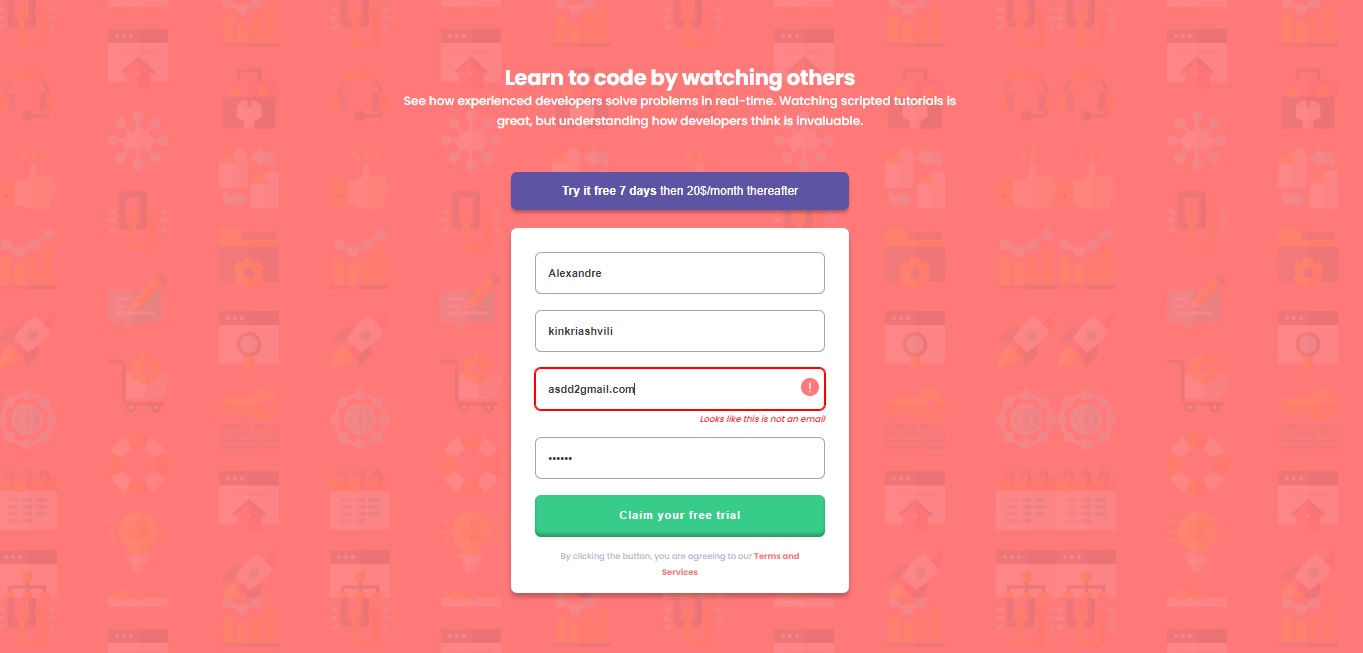 Learn to code by watching others
See how experienced developers solve problems in real-time. Watching scripted tutorials is
great, but understanding how developers think is invaluable.
Try it free 7 days then 20$/month thereafter
Alexandre
kinkriashvili
asdd2gmail.com
!
Looks like this is not an email
••••••
Claim your free trial
By clicking the button, you are agreeing to our Terms and
Services